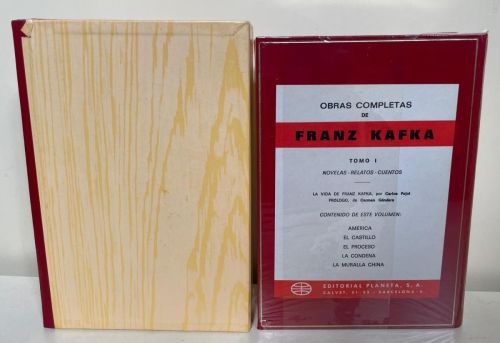 OBRAS COMPLETAS
DE
FRANZ KAFKA
TOMO I
NOVELAS - RELATOS - CUENTOS
LA VIDA DE FRANZ KAFKA, por Carlos Pujol
PROLOGO, de Carmen Gándara
CONTENIDO DE ESTE VOLUMEN:
AMERICA
EL CASTILLO
EL PROCESO
LA CONDENA
LA MURALLA CHINA
EDITORIAL PLANETA, S. A.
CALVET, 51 53 - BARCELONA